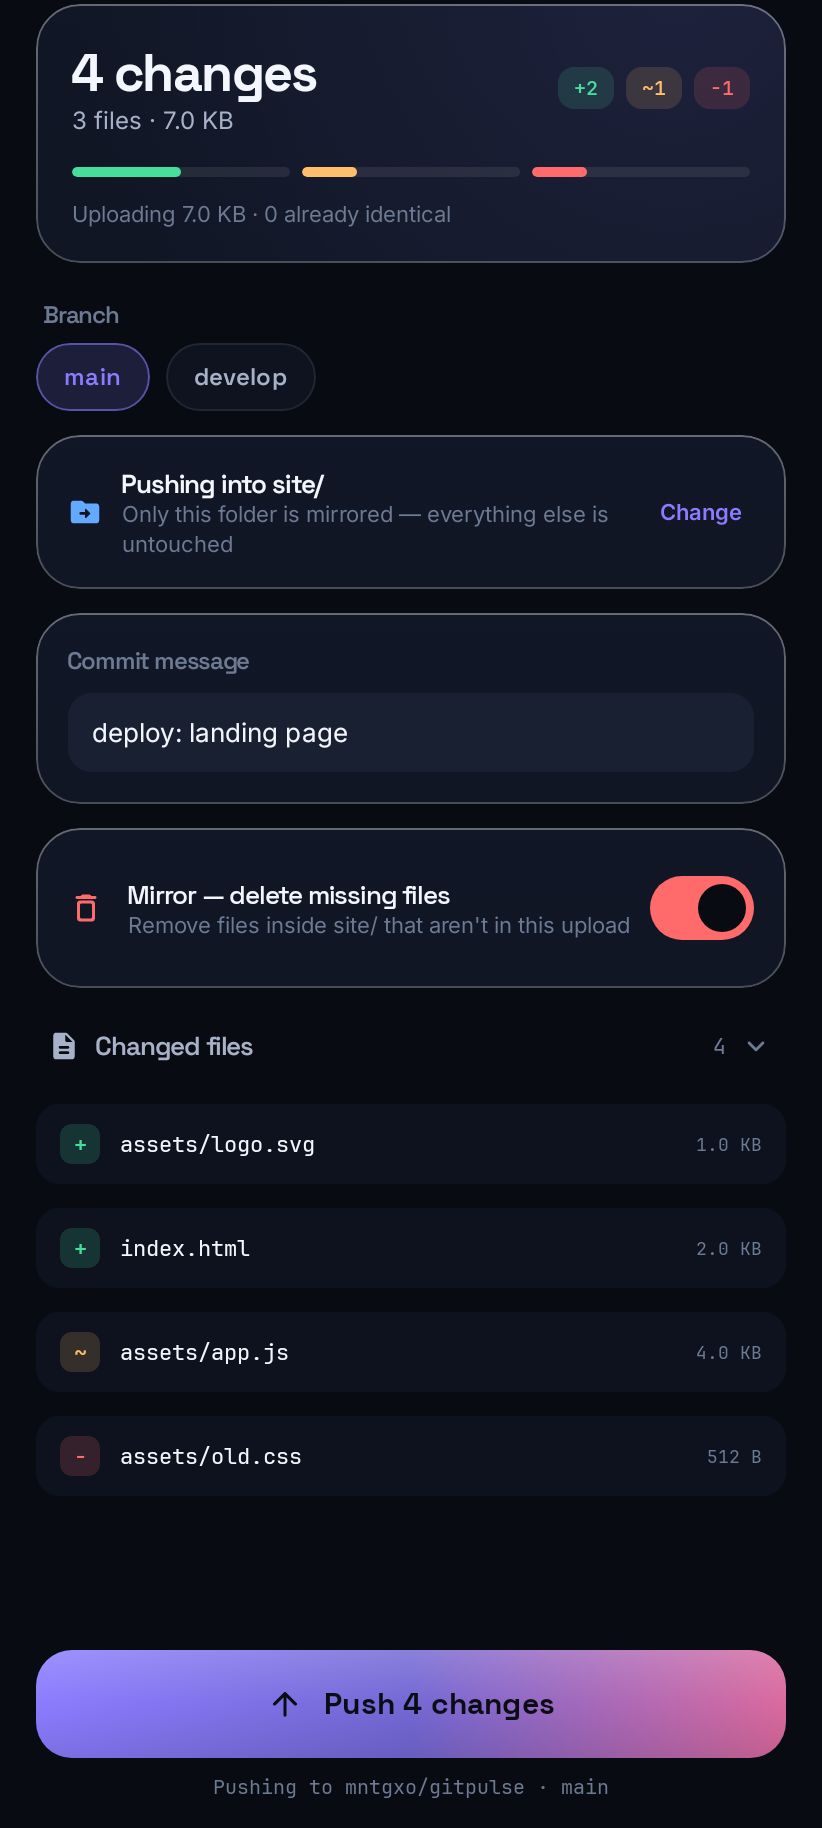 4 changes
3 files · 7.0 KB
+2 ~1 -1
Uploading 7.0 KB · 0 already identical
Branch
main develop
Pushing into site/
Only this folder is mirrored — everything else is
untouched
Change
Commit message
deploy: landing page
Mirror — delete missing files
Remove files inside site/ that aren't in this upload
Changed files 4
+ assets/logo.svg 1.0 KB
+ index.html 2.0 KB
~ assets/app.js 4.0 KB
- assets/old.css 512 B
Push 4 changes
Pushing to mntgxo/gitpulse · main